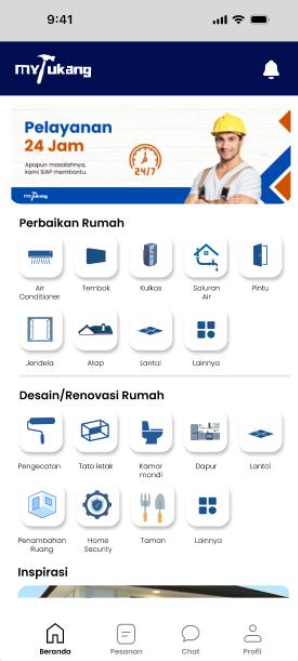 9:41
myTukang
Pelayanan
24 Jam
Apapun masalahnya,
kami SIAP membantu.
24/7
myTukang
Perbaikan Rumah
Air Conditioner
Tembok
Kulkas
Saluran Air
Pintu
Jendela
Atap
Lantai
Lainnya
Desain/Renovasi Rumah
Pengecatan
Tata letak
Kamar mandi
Dapur
Lantai
Penambahan Ruang
Home Security
Taman
Lainnya
Inspirasi
Beranda
Pesanan
Chat
Profil